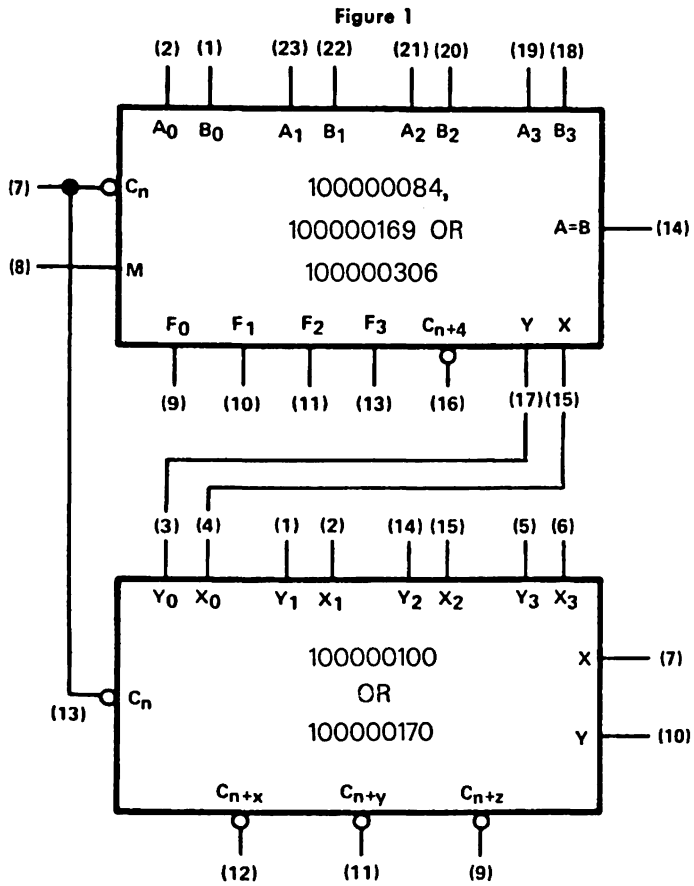 Figure 1
(2) (1) (23) (22) (21) (20) (19) (18)
A0 B0 A1 B1 A2 B2 A3 B3
(7) Cn 100000084,
100000169 OR A=B (14)
(8) M 100000306
F0 F1 F2 F3 Cn+4 Y X
(9) (10) (11) (13) (16) (17) (15)
(3) (4) (1) (2) (14) (15) (5) (6)
Y0 X0 Y1 X1 Y2 X2 Y3 X3
100000100 X (7)
(13) Cn OR
100000170 Y (10)
Cn+x Cn+y Cn+z
(12) (11) (9)